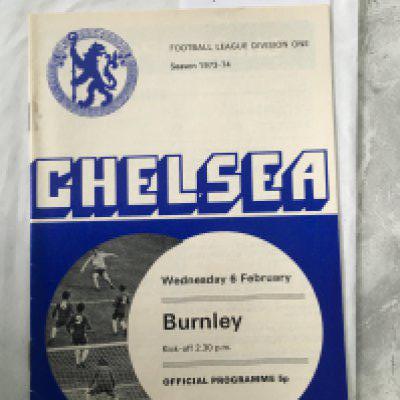 FOOTBALL LEAGUE DIVISION ONE
Season 1973-74
CHELSEA
Wednesday 6 February
Burnley
Kick-off 2.30 p.m.
OFFICIAL PROGRAMME 5p